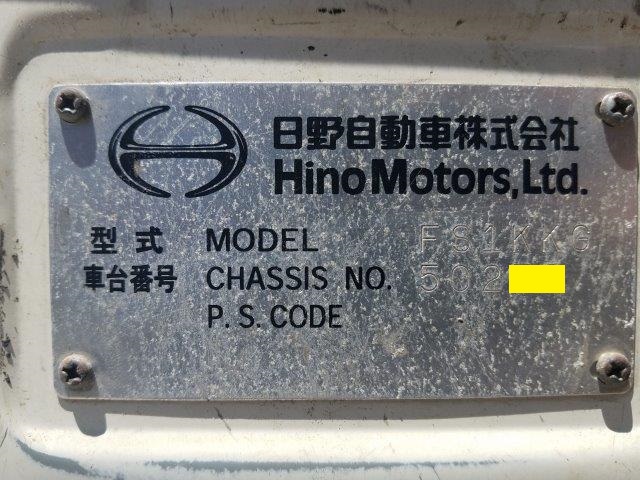 日野自動車株式会社
Hino Motors, Ltd.
型式 MODEL FS1KKG
車台番号 CHASSIS NO. 502
P. S. CODE